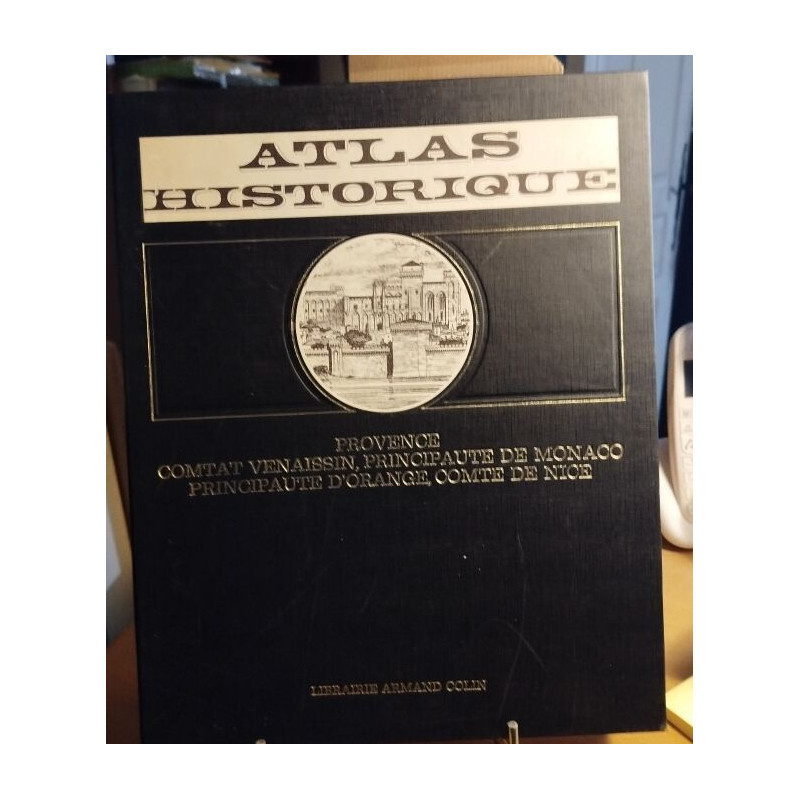 ATLAS
HISTORIQUE
PROVENCE
COMTAT VENAISSIN, PRINCIPAUTE DE MONACO
PRINCIPAUTE D'ORANGE, COMTE DE NICE
LIBRAIRIE ARMAND COLIN